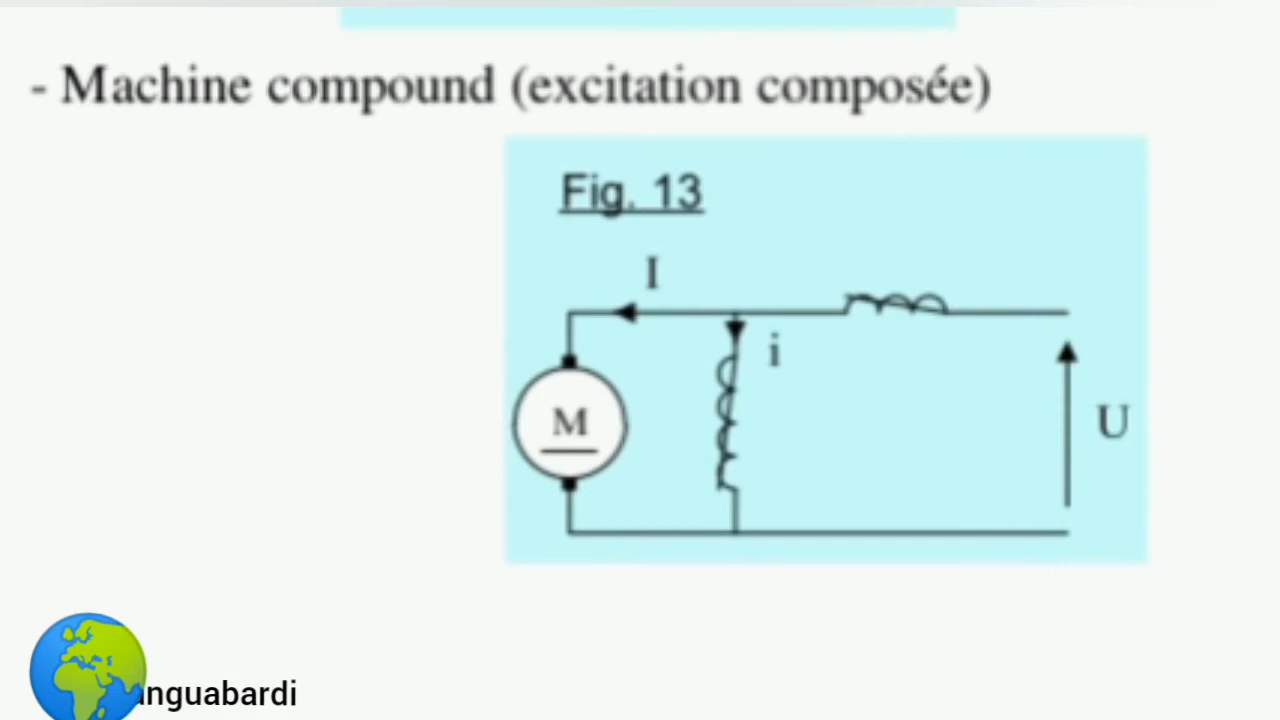 - Machine compound (excitation composée)
Fig. 13
I
i
M
U
nguabardi